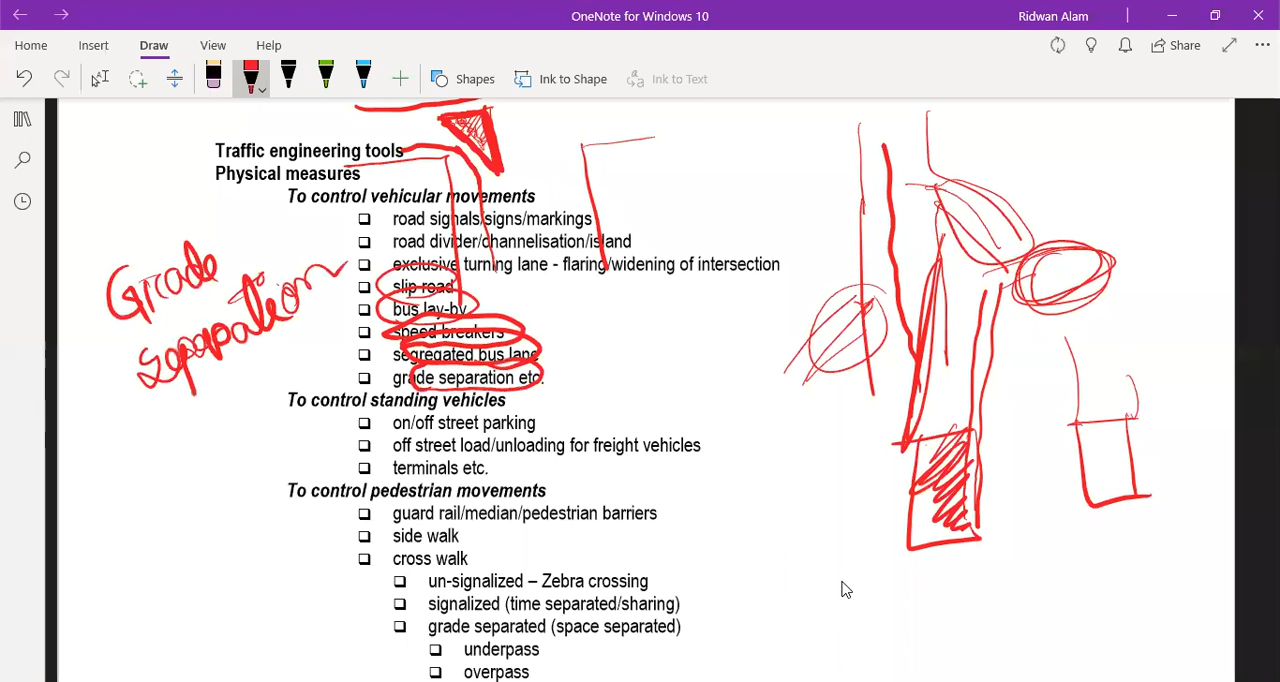 OneNote for Windows 10
Ridwan Alam
Home Insert Draw View Help
Share
Shapes Ink to Shape Ink to Text
Traffic engineering tools
Physical measures
To control vehicular movements
❑ road signals/signs/markings
❑ road divider/channelisation/island
❑ exclusive turning lane - flaring/widening of intersection
❑ slip road
❑ bus lay-by
❑ speed breakers
❑ segregated bus lane
❑ grade separation etc.
Grade
separation
To control standing vehicles
❑ on/off street parking
❑ off street load/unloading for freight vehicles
❑ terminals etc.
To control pedestrian movements
❑ guard rail/median/pedestrian barriers
❑ side walk
❑ cross walk
❑ un-signalized – Zebra crossing
❑ signalized (time separated/sharing)
❑ grade separated (space separated)
❑ underpass
❑ overpass